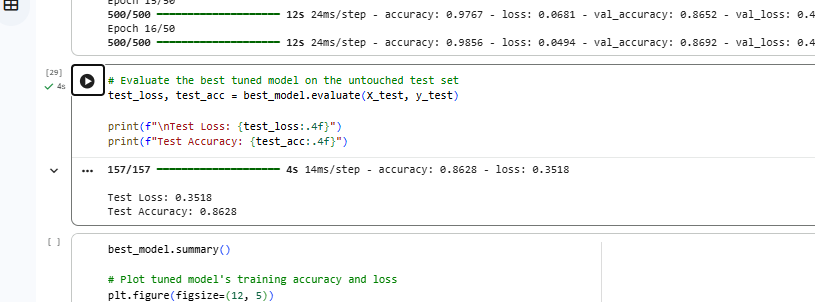 Epoch 15/50
500/500 ━━━━━━━━━━━━━━━━━━━━ 12s 24ms/step - accuracy: 0.9767 - loss: 0.0681 - val_accuracy: 0.8652 - val_loss: 0.4
Epoch 16/50
500/500 ━━━━━━━━━━━━━━━━━━━━ 12s 24ms/step - accuracy: 0.9856 - loss: 0.0494 - val_accuracy: 0.8692 - val_loss: 0.4
[29]
4s
# Evaluate the best tuned model on the untouched test set
test_loss, test_acc = best_model.evaluate(X_test, y_test)
print(f"\nTest Loss: {test_loss:.4f}")
print(f"Test Accuracy: {test_acc:.4f}")
157/157 ━━━━━━━━━━━━━━━━━━━━ 4s 14ms/step - accuracy: 0.8628 - loss: 0.3518
Test Loss: 0.3518
Test Accuracy: 0.8628
[ ]
best_model.summary()
# Plot tuned model's training accuracy and loss
plt.figure(figsize=(12, 5))